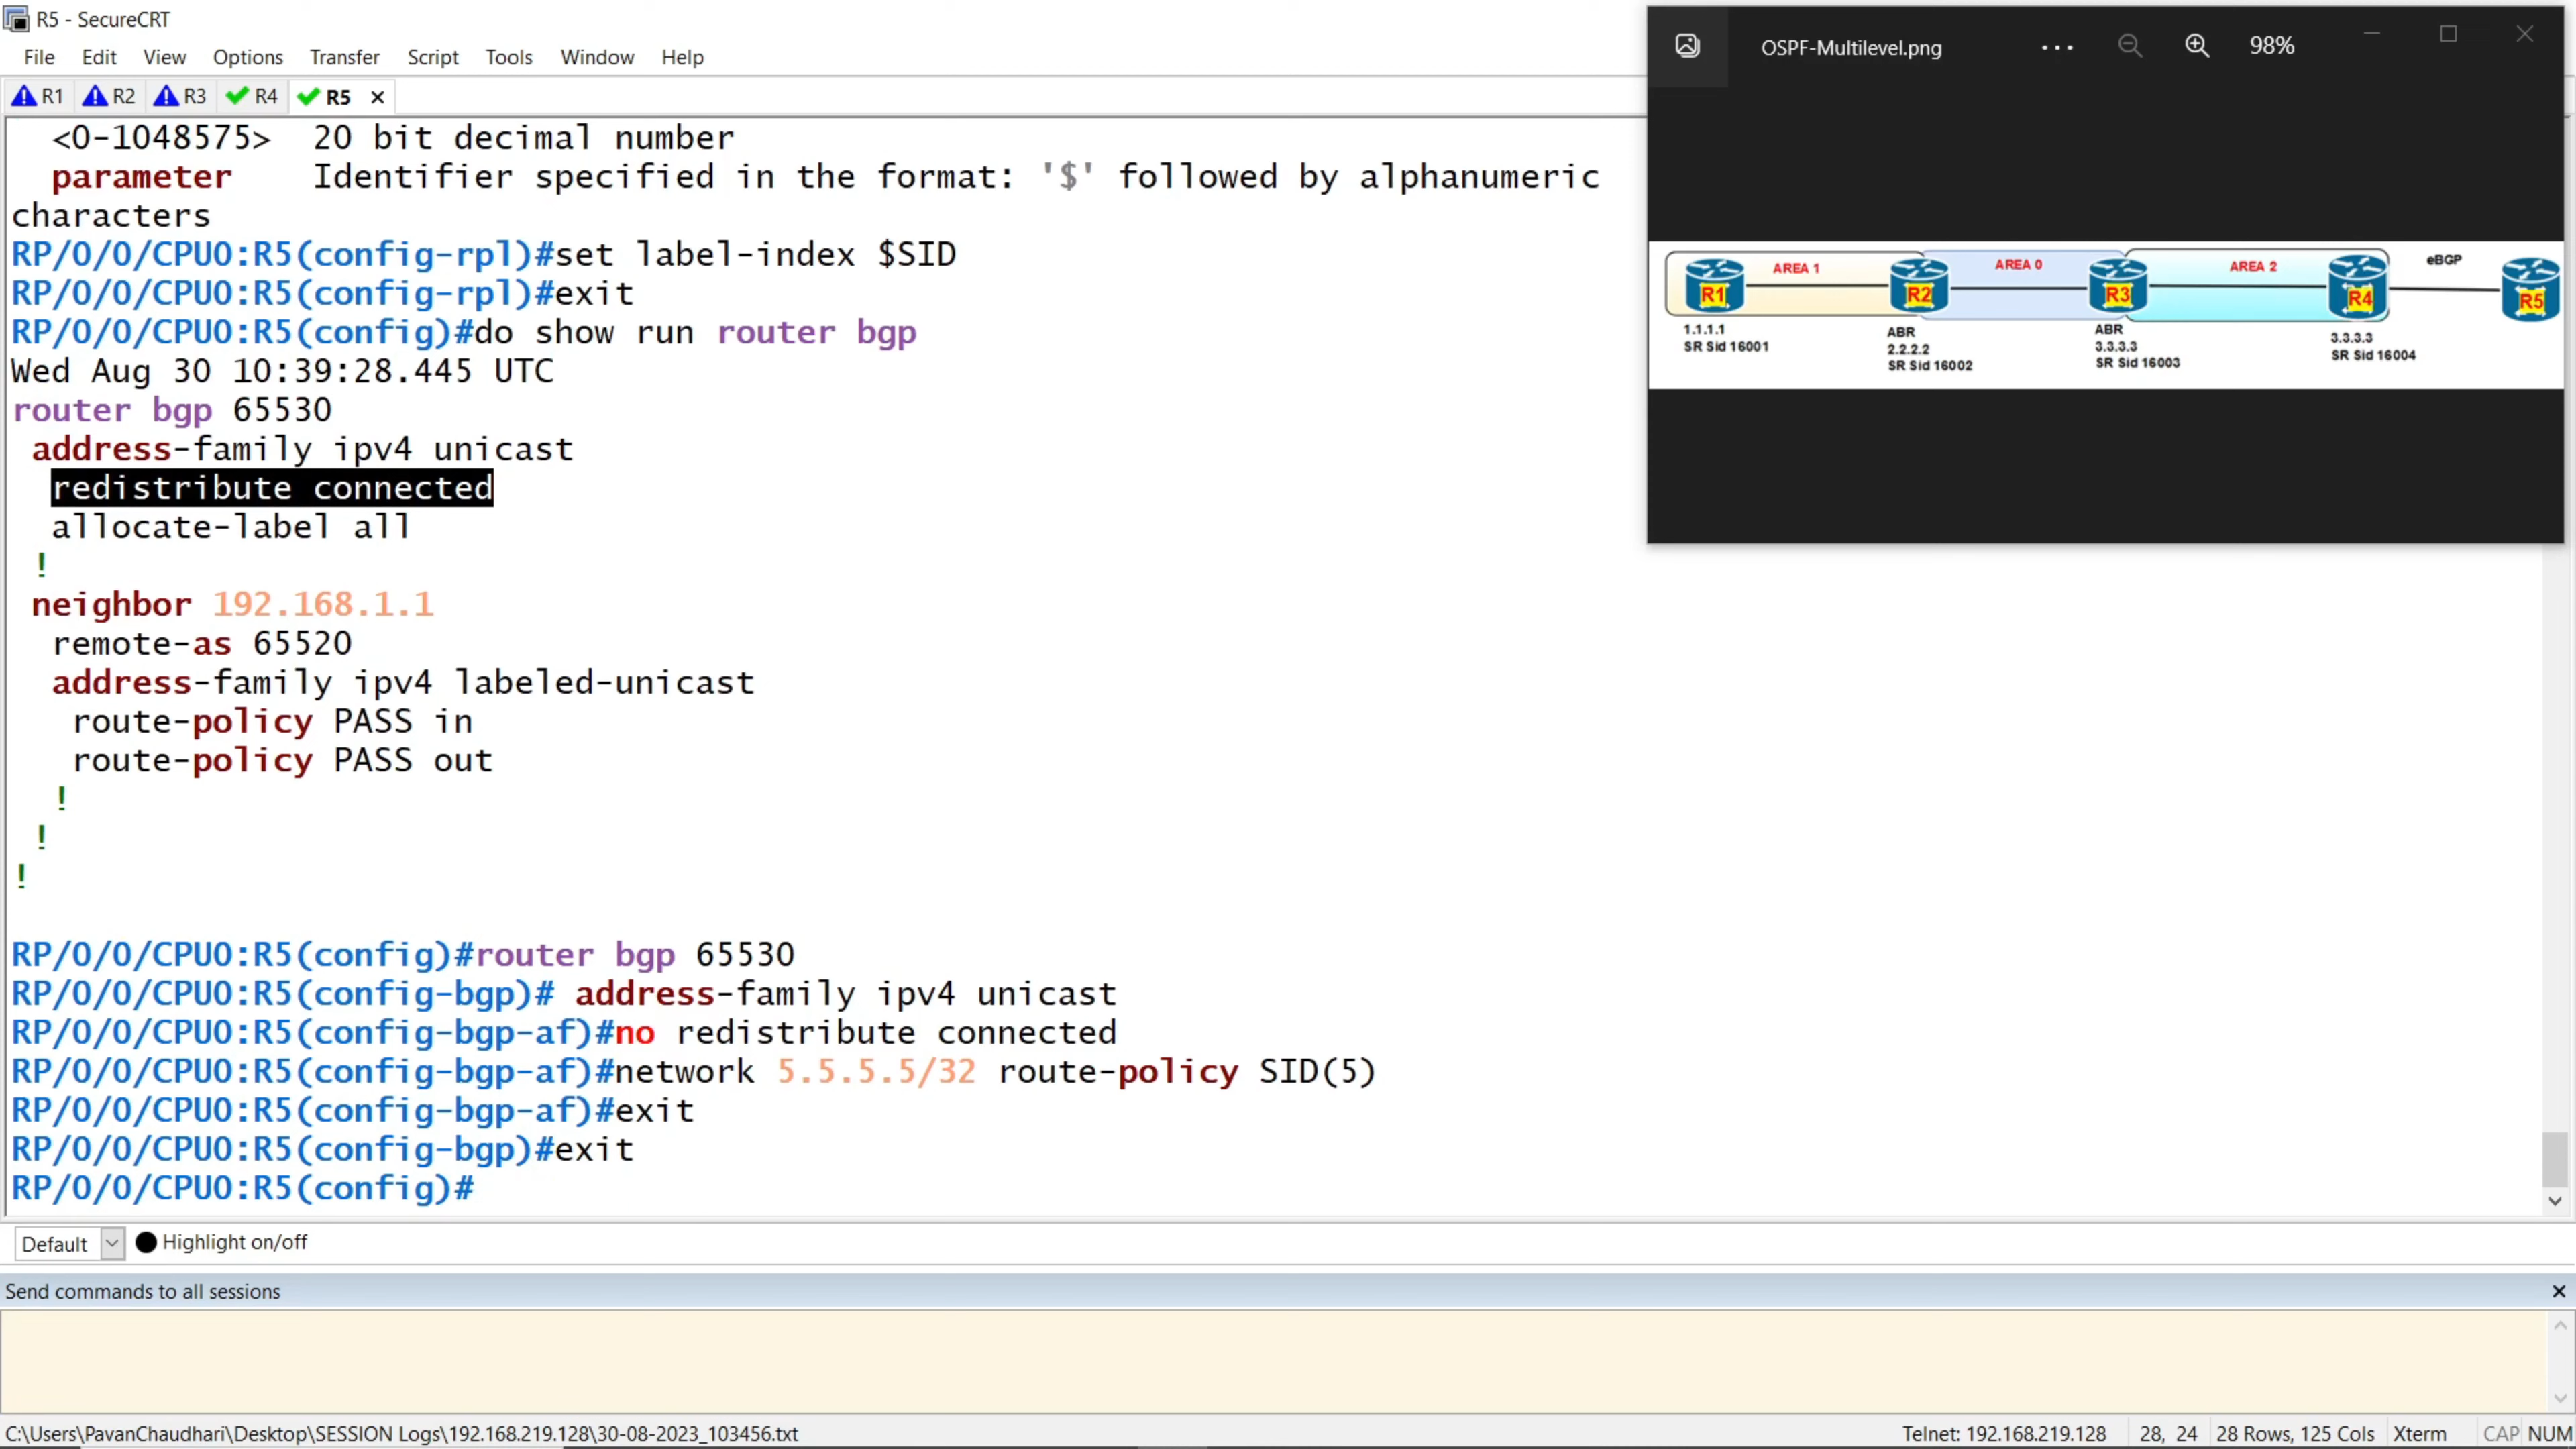 R5 - SecureCRT
File Edit View Options Transfer Script Tools Window Help
R1 R2 R3 R4 R5
<0-1048575>  20 bit decimal number
parameter    Identifier specified in the format: '$' followed by alphanumeric
characters
RP/0/0/CPU0:R5(config-rpl)#set label-index $SID
RP/0/0/CPU0:R5(config-rpl)#exit
RP/0/0/CPU0:R5(config)#do show run router bgp
Wed Aug 30 10:39:28.445 UTC
router bgp 65530
address-family ipv4 unicast
redistribute connected
allocate-label all
!
neighbor 192.168.1.1
remote-as 65520
address-family ipv4 labeled-unicast
route-policy PASS in
route-policy PASS out
!
!
!
RP/0/0/CPU0:R5(config)#router bgp 65530
RP/0/0/CPU0:R5(config-bgp)# address-family ipv4 unicast
RP/0/0/CPU0:R5(config-bgp-af)#no redistribute connected
RP/0/0/CPU0:R5(config-bgp-af)#network 5.5.5.5/32 route-policy SID(5)
RP/0/0/CPU0:R5(config-bgp-af)#exit
RP/0/0/CPU0:R5(config-bgp)#exit
RP/0/0/CPU0:R5(config)#
OSPF-Multilevel.png
98%
AREA 1 AREA 0 AREA 2 eBGP
R1 R2 R3 R4 R5
1.1.1.1
SR Sid 16001
ABR
2.2.2.2
SR Sid 16002
ABR
3.3.3.3
SR Sid 16003
3.3.3.3
SR Sid 16004
Default Highlight on/off
Send commands to all sessions
C:\Users\PavanChaudhari\Desktop\SESSION Logs\192.168.219.128\30-08-2023_103456.txt
Telnet: 192.168.219.128 28, 24 28 Rows, 125 Cols Xterm CAP NUM